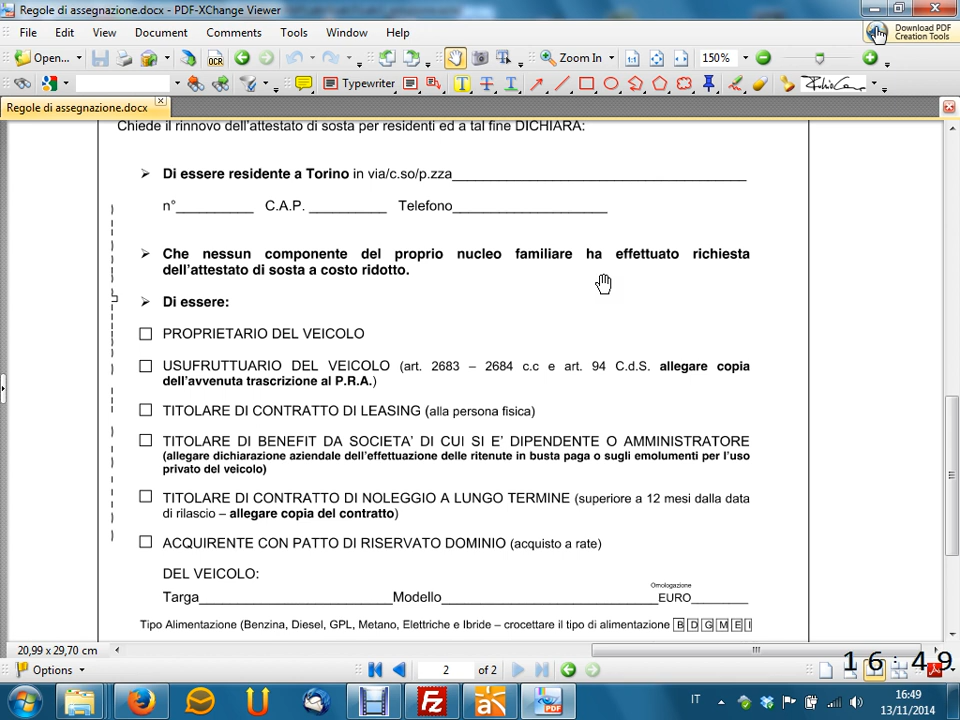 Regole di assegnazione.docx - PDF-XChange Viewer
File Edit View Document Comments Tools Window Help
DOWNLOAD PDF CREATION TOOLS
Open... OCR Zoom In 150%
Typewriter
Regole di assegnazione.docx
Chiede il rinnovo dell'attestato di sosta per residenti ed a tal fine DICHIARA:
Di essere residente a Torino in via/c.so/p.zza
n° C.A.P. Telefono
Che nessun componente del proprio nucleo familiare ha effettuato richiesta
dell'attestato di sosta a costo ridotto.
Di essere:
PROPRIETARIO DEL VEICOLO
USUFRUTTUARIO DEL VEICOLO (art. 2683 – 2684 c.c e art. 94 C.d.S. allegare copia
dell'avvenuta trascrizione al P.R.A.)
TITOLARE DI CONTRATTO DI LEASING (alla persona fisica)
TITOLARE DI BENEFIT DA SOCIETA' DI CUI SI E' DIPENDENTE O AMMINISTRATORE
(allegare dichiarazione aziendale dell'effettuazione delle ritenute in busta paga o sugli emolumenti per l'uso
privato del veicolo)
TITOLARE DI CONTRATTO DI NOLEGGIO A LUNGO TERMINE (superiore a 12 mesi dalla data
di rilascio – allegare copia del contratto)
ACQUIRENTE CON PATTO DI RISERVATO DOMINIO (acquisto a rate)
DEL VEICOLO:
Omologazione
Targa Modello EURO
Tipo Alimentazione (Benzina, Diesel, GPL, Metano, Elettriche e Ibride – crocettare il tipo di alimentazione B D G M E I
20,99 x 29,70 cm
16:49
Options 2 of 2
IT 16:49
13/11/2014